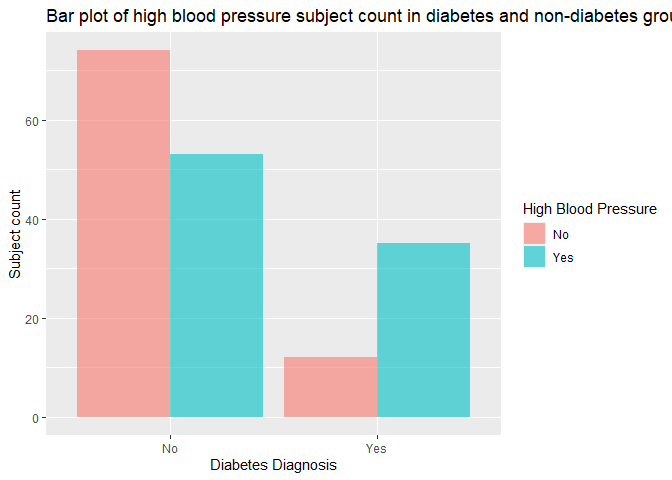 Bar plot of high blood pressure subject count in diabetes and non-diabetes
Subject count
60
40
20
0
No
Yes
Diabetes Diagnosis
High Blood Pressure
No
Yes